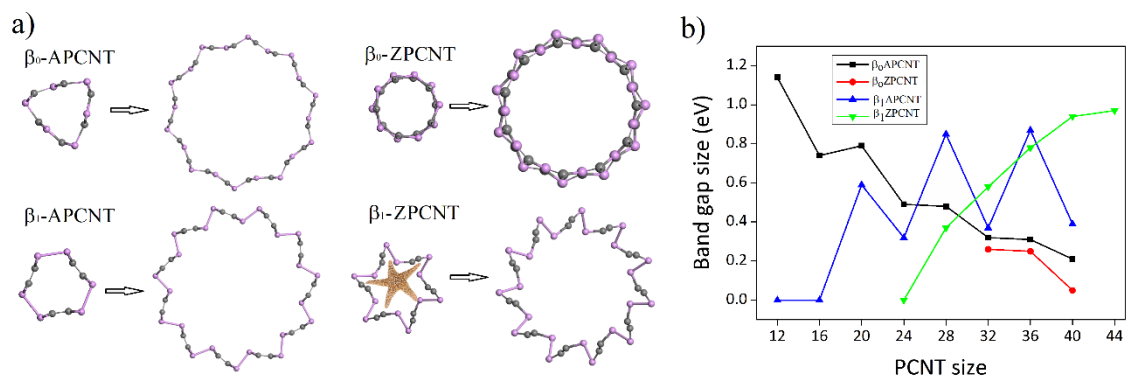 a)
β₀-APCNT
β₀-ZPCNT
β₁-APCNT
β₁-ZPCNT
b)
β₀APCNT
β₀ZPCNT
β₁APCNT
β₁ZPCNT
Band gap size (eV)
1.2
1.0
0.8
0.6
0.4
0.2
0.0
12 16 20 24 28 32 36 40 44
PCNT size